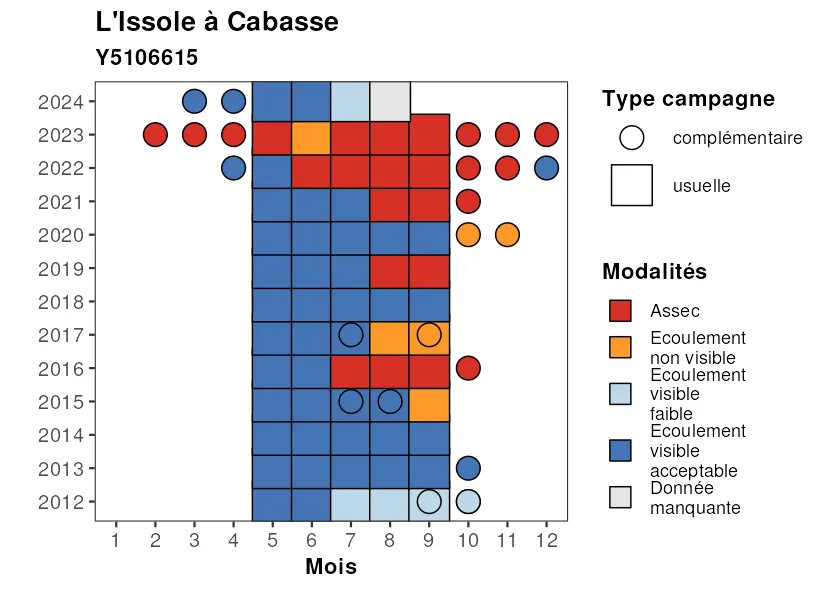 L'Issole à Cabasse
Y5106615
2024
2023
2022
2021
2020
2019
2018
2017
2016
2015
2014
2013
2012
1 2 3 4 5 6 7 8 9 10 11 12
Mois
Type campagne
complémentaire
usuelle
Modalités
Assec
Ecoulement
non visible
Ecoulement
visible
faible
Ecoulement
visible
acceptable
Donnée
manquante